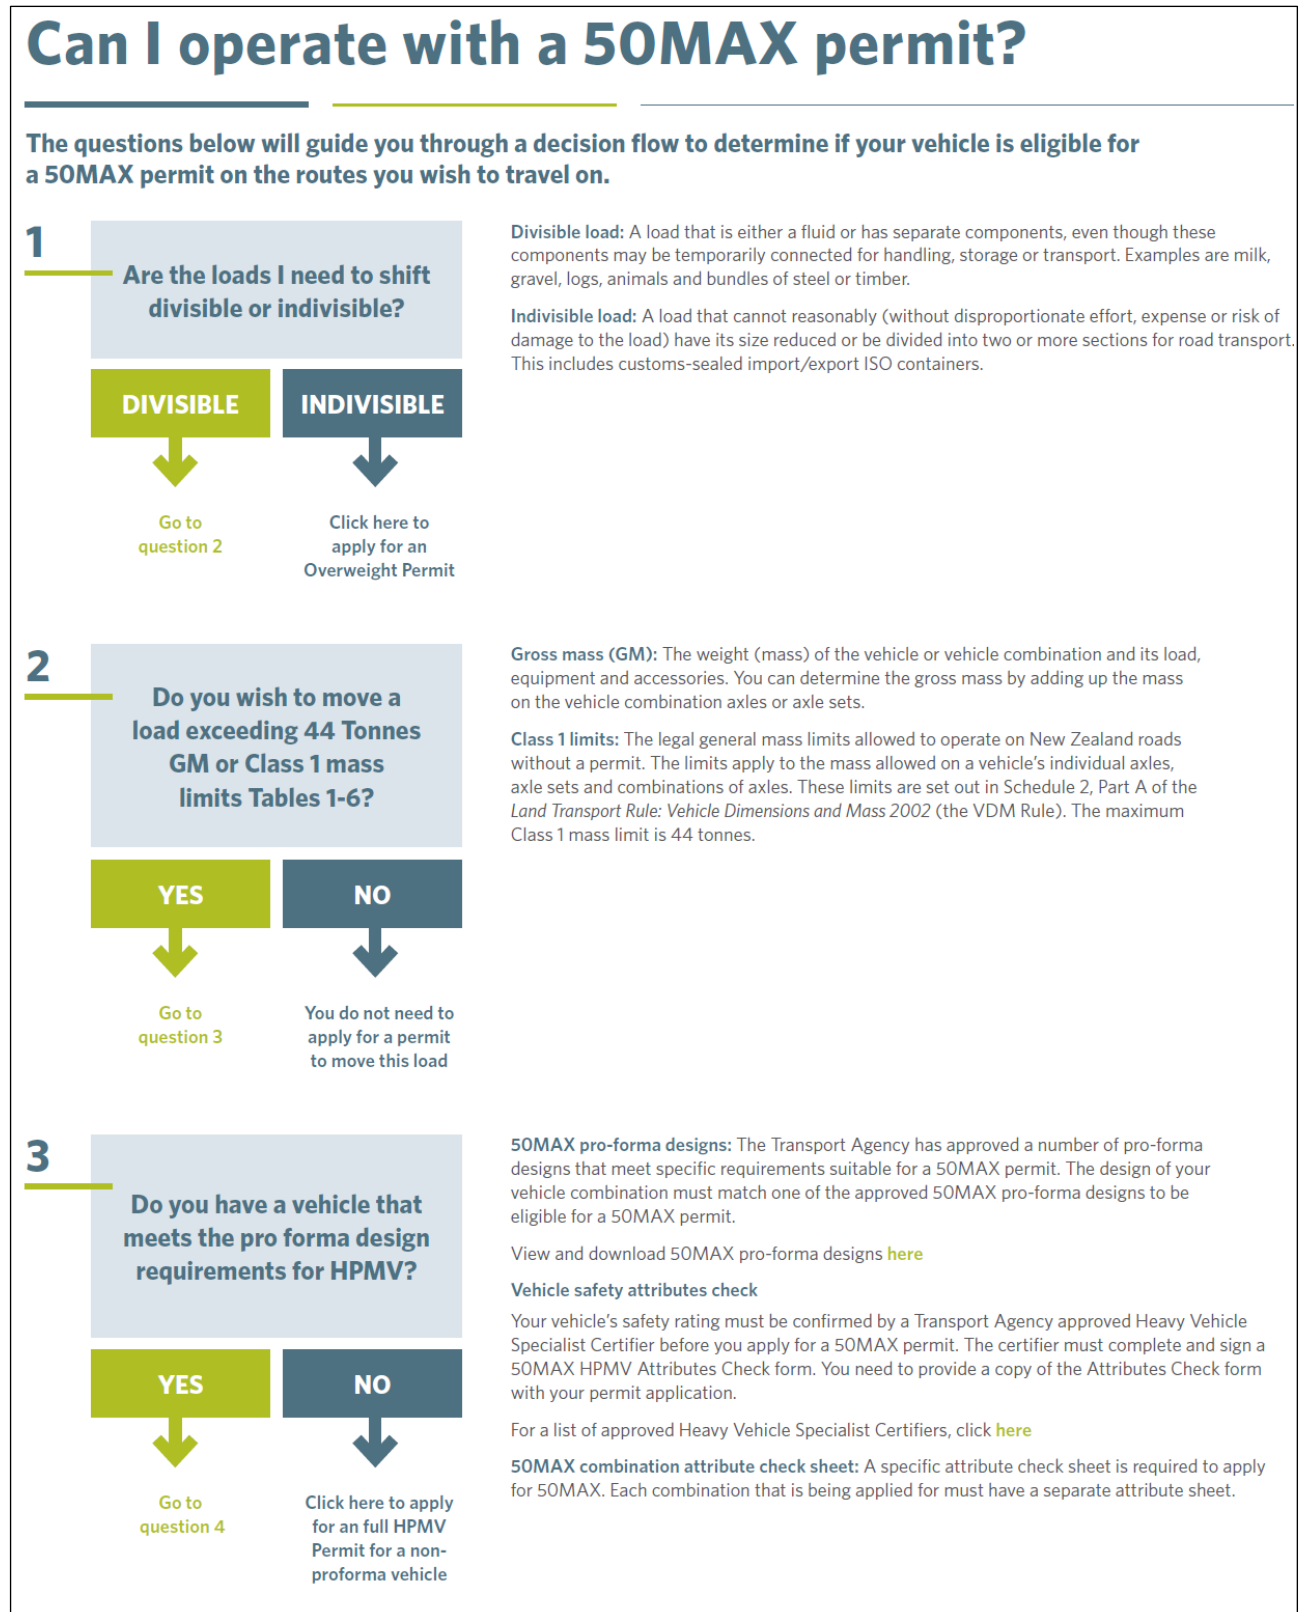 Can I operate with a 50MAX permit?
The questions below will guide you through a decision flow to determine if your vehicle is eligible for
a 50MAX permit on the routes you wish to travel on.
1
Are the loads I need to shift
divisible or indivisible?
DIVISIBLE
INDIVISIBLE
Go to
question 2
Click here to
apply for an
Overweight Permit
Divisible load: A load that is either a fluid or has separate components, even though these
components may be temporarily connected for handling, storage or transport. Examples are milk,
gravel, logs, animals and bundles of steel or timber.
Indivisible load: A load that cannot reasonably (without disproportionate effort, expense or risk of
damage to the load) have its size reduced or be divided into two or more sections for road transport.
This includes customs-sealed import/export ISO containers.
2
Do you wish to move a
load exceeding 44 Tonnes
GM or Class 1 mass
limits Tables 1-6?
YES
NO
Go to
question 3
You do not need to
apply for a permit
to move this load
Gross mass (GM): The weight (mass) of the vehicle or vehicle combination and its load,
equipment and accessories. You can determine the gross mass by adding up the mass
on the vehicle combination axles or axle sets.
Class 1 limits: The legal general mass limits allowed to operate on New Zealand roads
without a permit. The limits apply to the mass allowed on a vehicle's individual axles,
axle sets and combinations of axles. These limits are set out in Schedule 2, Part A of the
Land Transport Rule: Vehicle Dimensions and Mass 2002 (the VDM Rule). The maximum
Class 1 mass limit is 44 tonnes.
3
Do you have a vehicle that
meets the pro forma design
requirements for HPMV?
YES
NO
Go to
question 4
Click here to apply
for an full HPMV
Permit for a non-
proforma vehicle
50MAX pro-forma designs: The Transport Agency has approved a number of pro-forma
designs that meet specific requirements suitable for a 50MAX permit. The design of your
vehicle combination must match one of the approved 50MAX pro-forma designs to be
eligible for a 50MAX permit.
View and download 50MAX pro-forma designs here
Vehicle safety attributes check
Your vehicle's safety rating must be confirmed by a Transport Agency approved Heavy Vehicle
Specialist Certifier before you apply for a 50MAX permit. The certifier must complete and sign a
50MAX HPMV Attributes Check form. You need to provide a copy of the Attributes Check form
with your permit application.
For a list of approved Heavy Vehicle Specialist Certifiers, click here
50MAX combination attribute check sheet: A specific attribute check sheet is required to apply
for 50MAX. Each combination that is being applied for must have a separate attribute sheet.